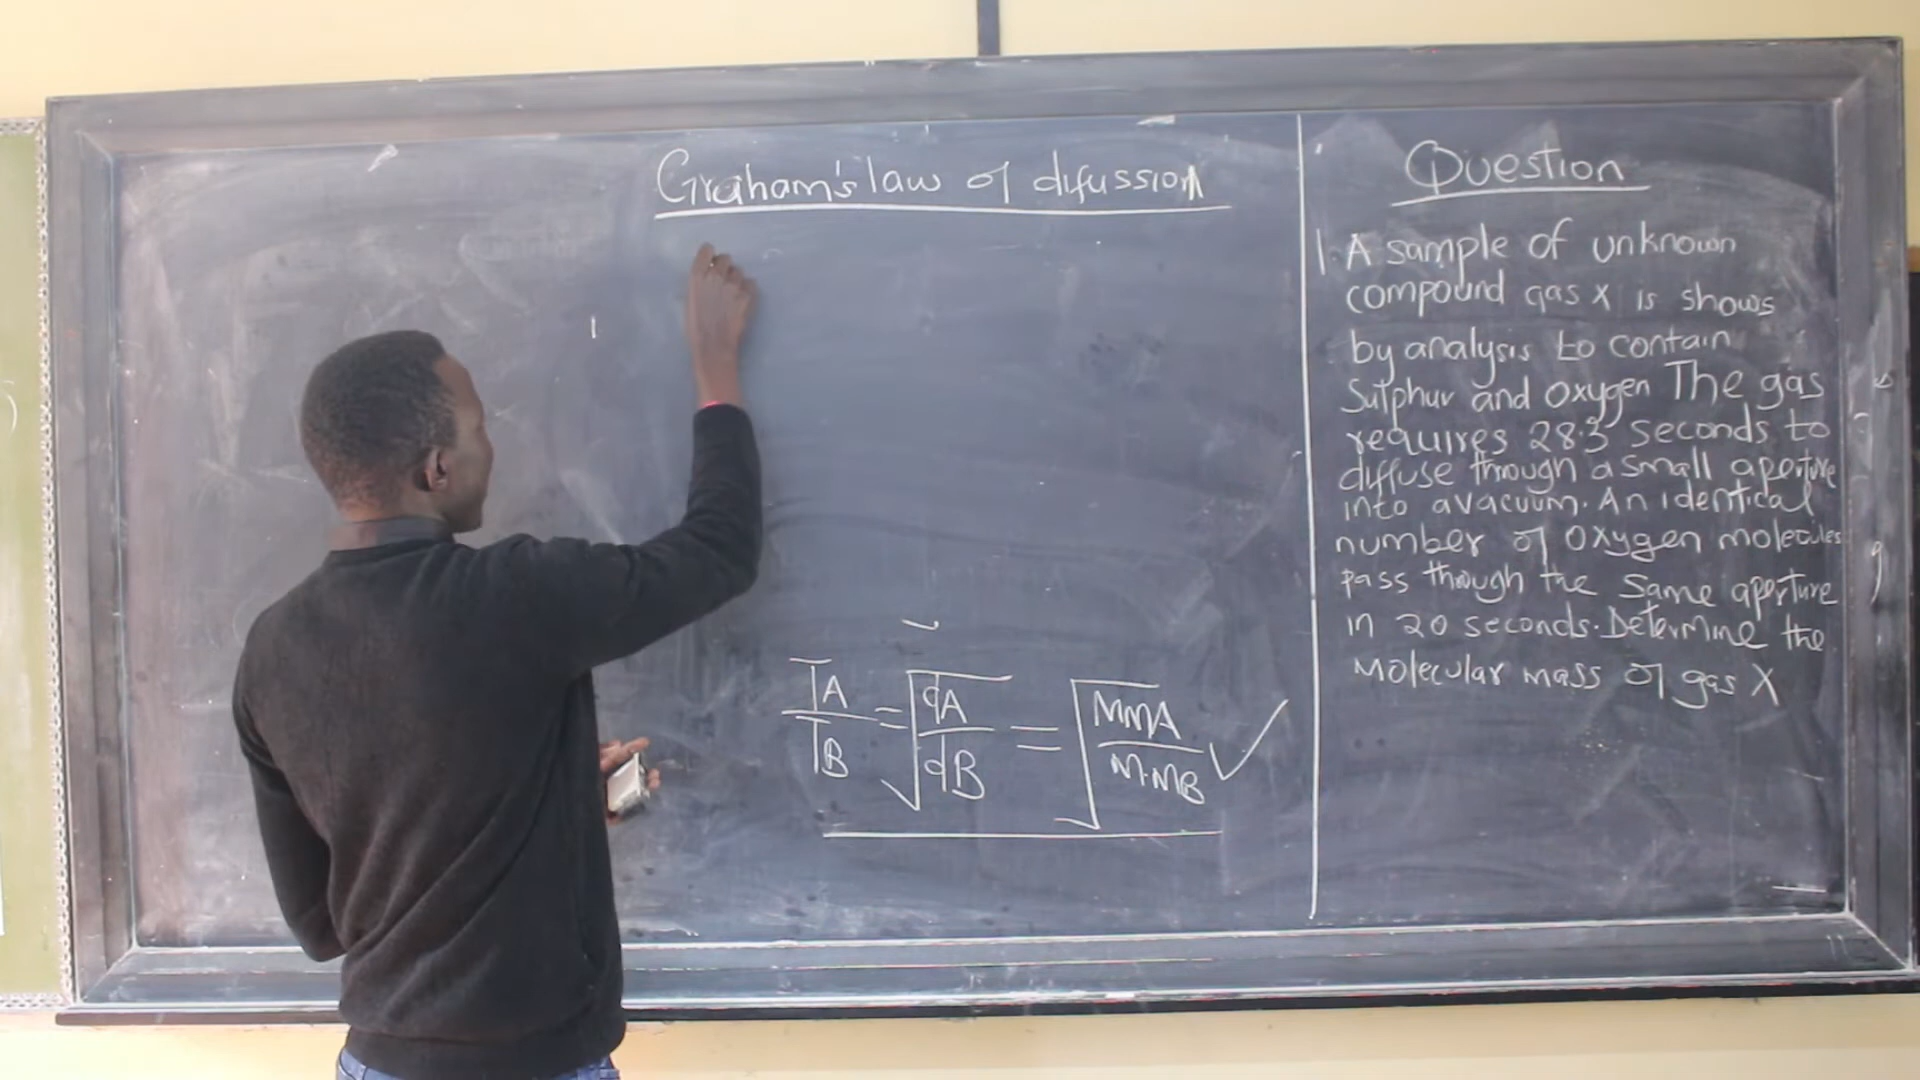 Graham's law of difussion
TA/TB = √dA/dB = √MMA/M.MB ✓
Question
1. A sample of unknown
compound gas X is shows
by analysis to contain
Sulphur and oxygen The gas
requires 28.3 seconds to
diffuse through a small aperture
into a vacuum. An identical
number of oxygen molecules
pass through the same aperture
in 20 seconds. Determine the
molecular mass of gas X